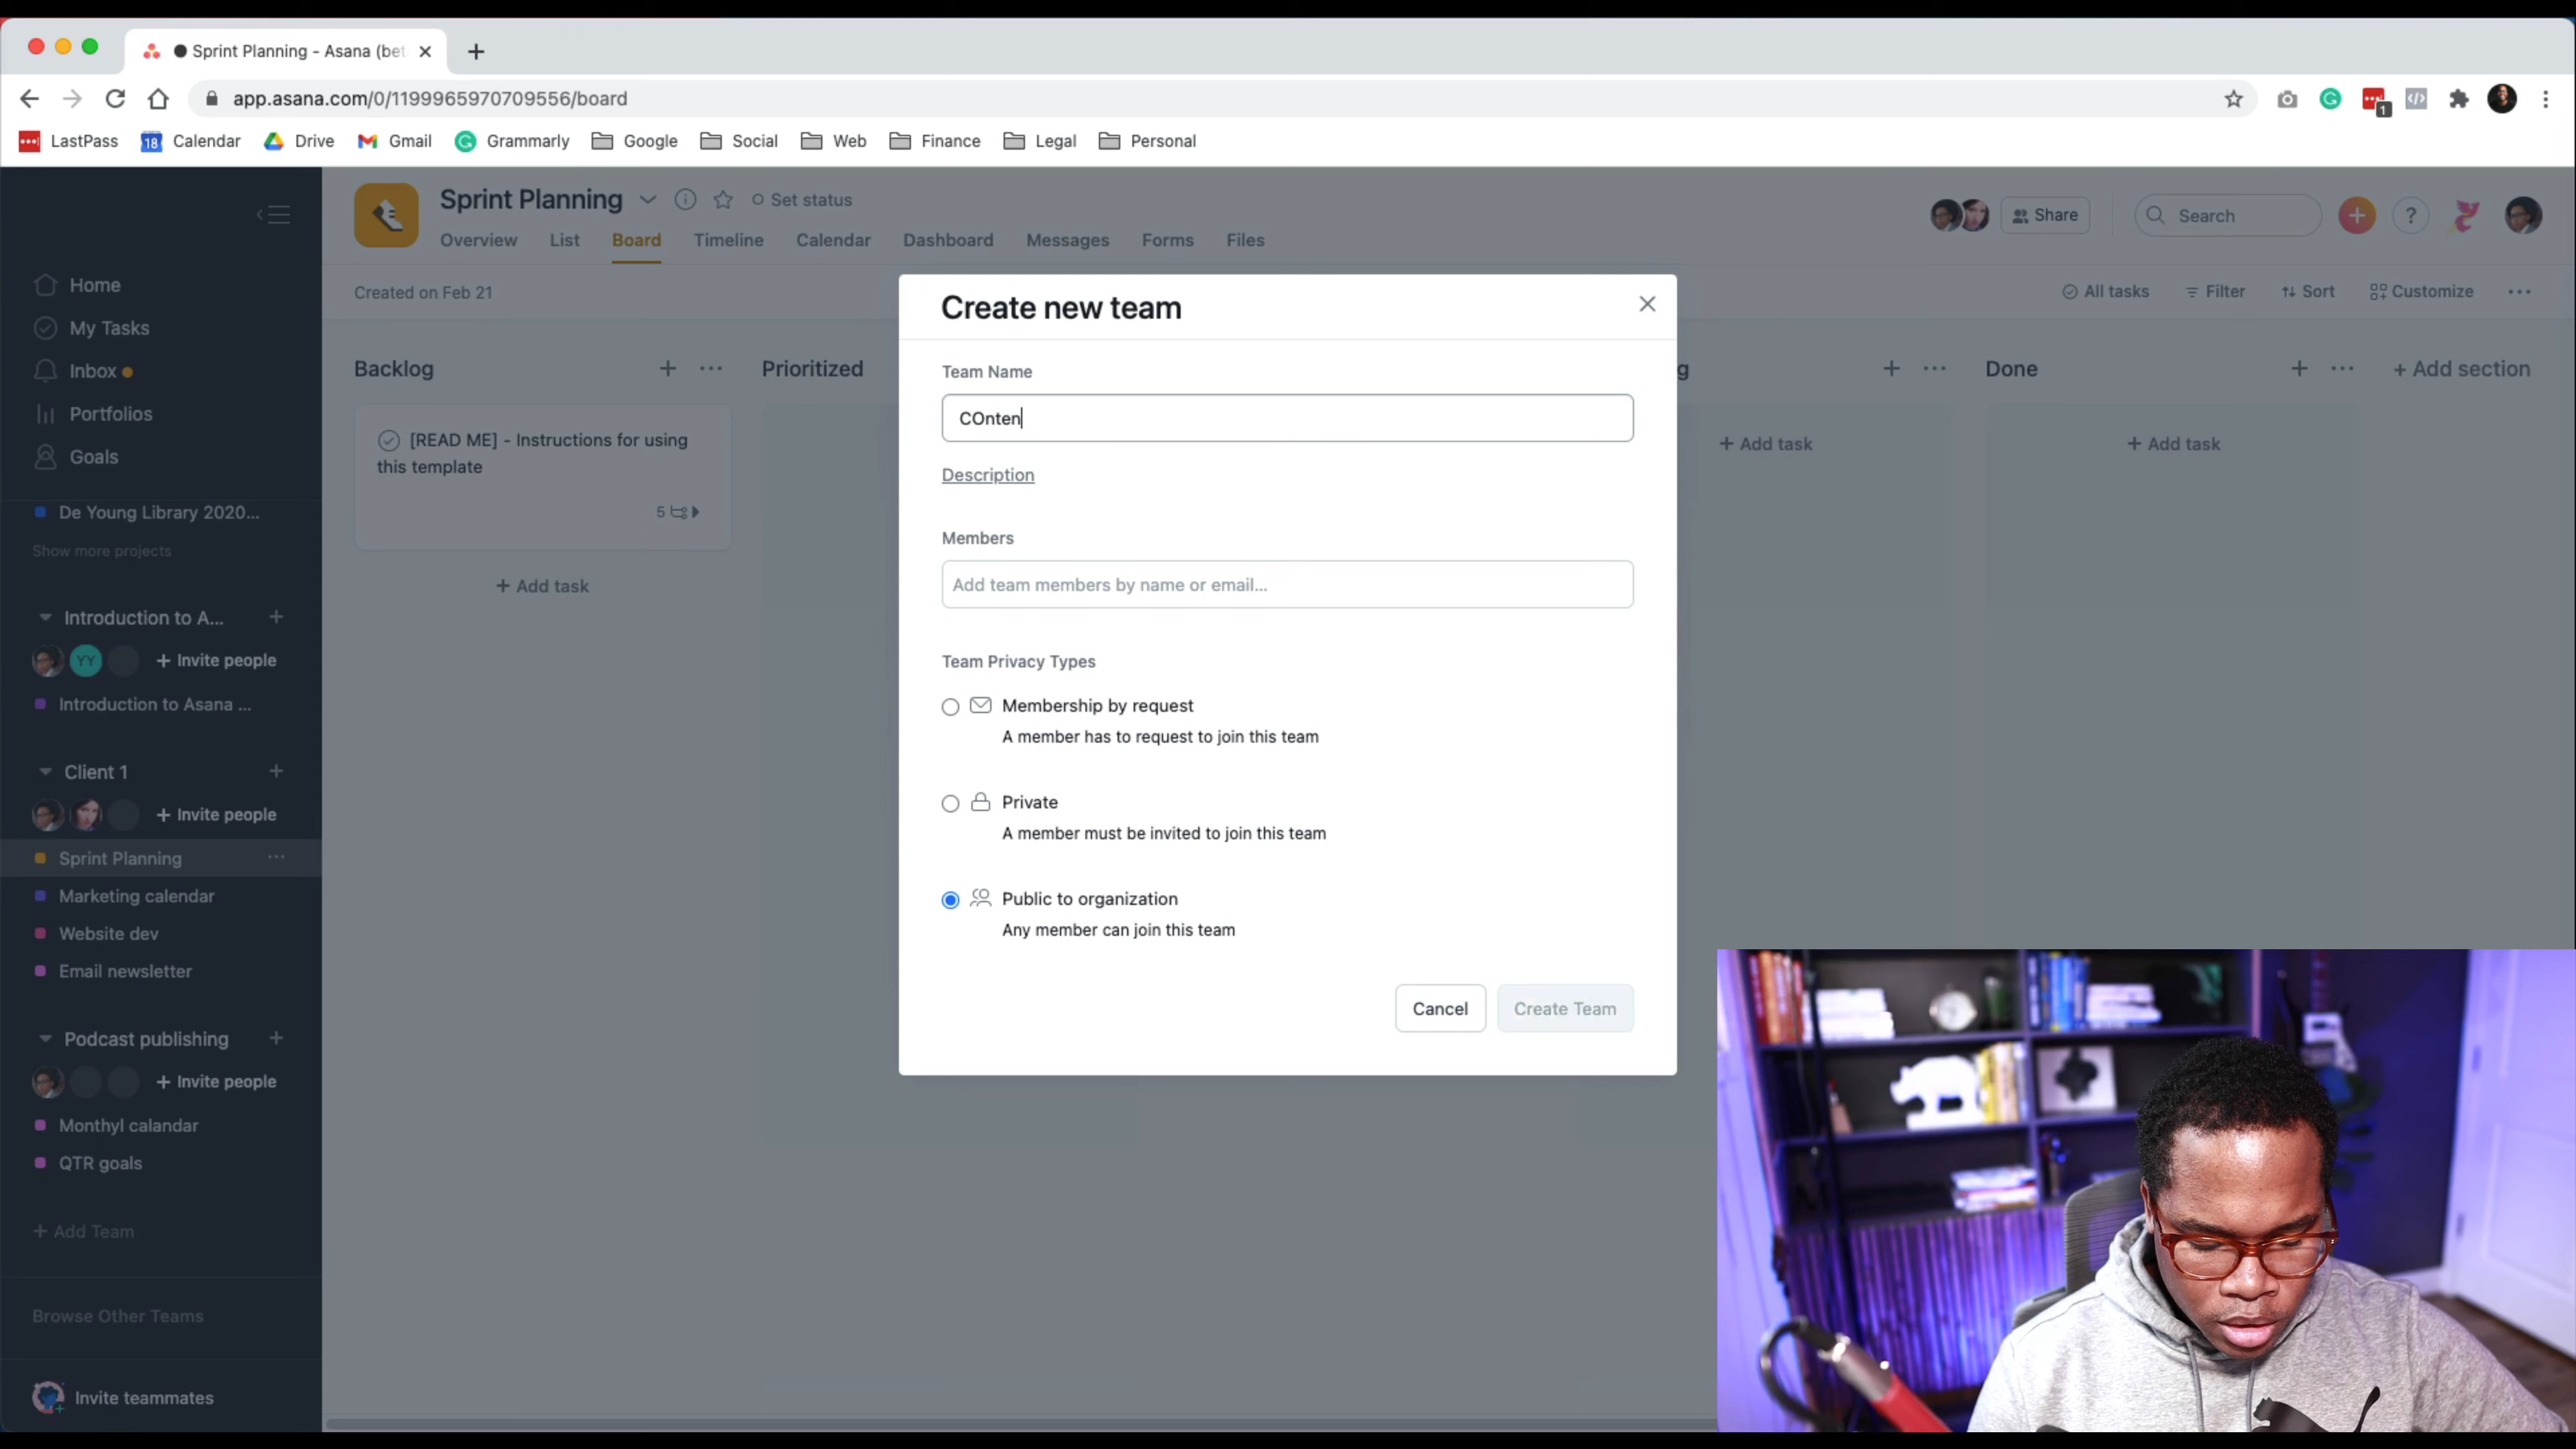 Sprint Planning - Asana (bet
app.asana.com/0/1199965970709556/board
1
LastPass
18 Calendar
Drive
Gmail
Grammarly
Google
Social
Web
Finance
Legal
Personal
Sprint Planning
Set status
Share
Search
?
Overview
List
Board
Timeline
Calendar
Dashboard
Messages
Forms
Files
Home
My Tasks
Inbox
Portfolios
Goals
De Young Library 2020...
Show more projects
Introduction to A...
YY
+ Invite people
Introduction to Asana ...
Client 1
+ Invite people
Sprint Planning
Marketing calendar
Website dev
Email newsletter
Podcast publishing
+ Invite people
Monthyl calandar
QTR goals
+ Add Team
Browse Other Teams
Invite teammates
Created on Feb 21
All tasks
Filter
Sort
Customize
Backlog
[READ ME] - Instructions for using
this template
5
+ Add task
Prioritized
g
+ Add task
Done
+ Add task
+ Add section
Create new team
Team Name
COnten
Description
Members
Add team members by name or email...
Team Privacy Types
Membership by request
A member has to request to join this team
Private
A member must be invited to join this team
Public to organization
Any member can join this team
Cancel
Create Team